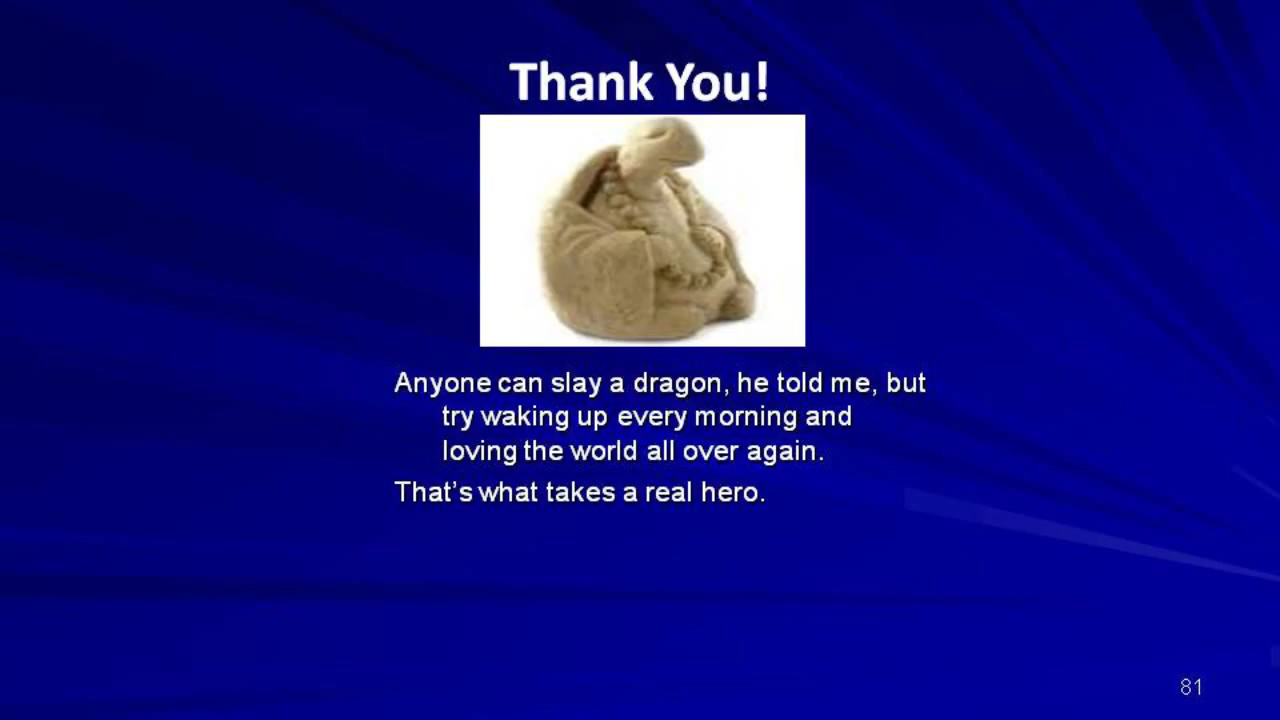 Thank You!
Anyone can slay a dragon, he told me, but
try waking up every morning and
loving the world all over again.
That's what takes a real hero.
81